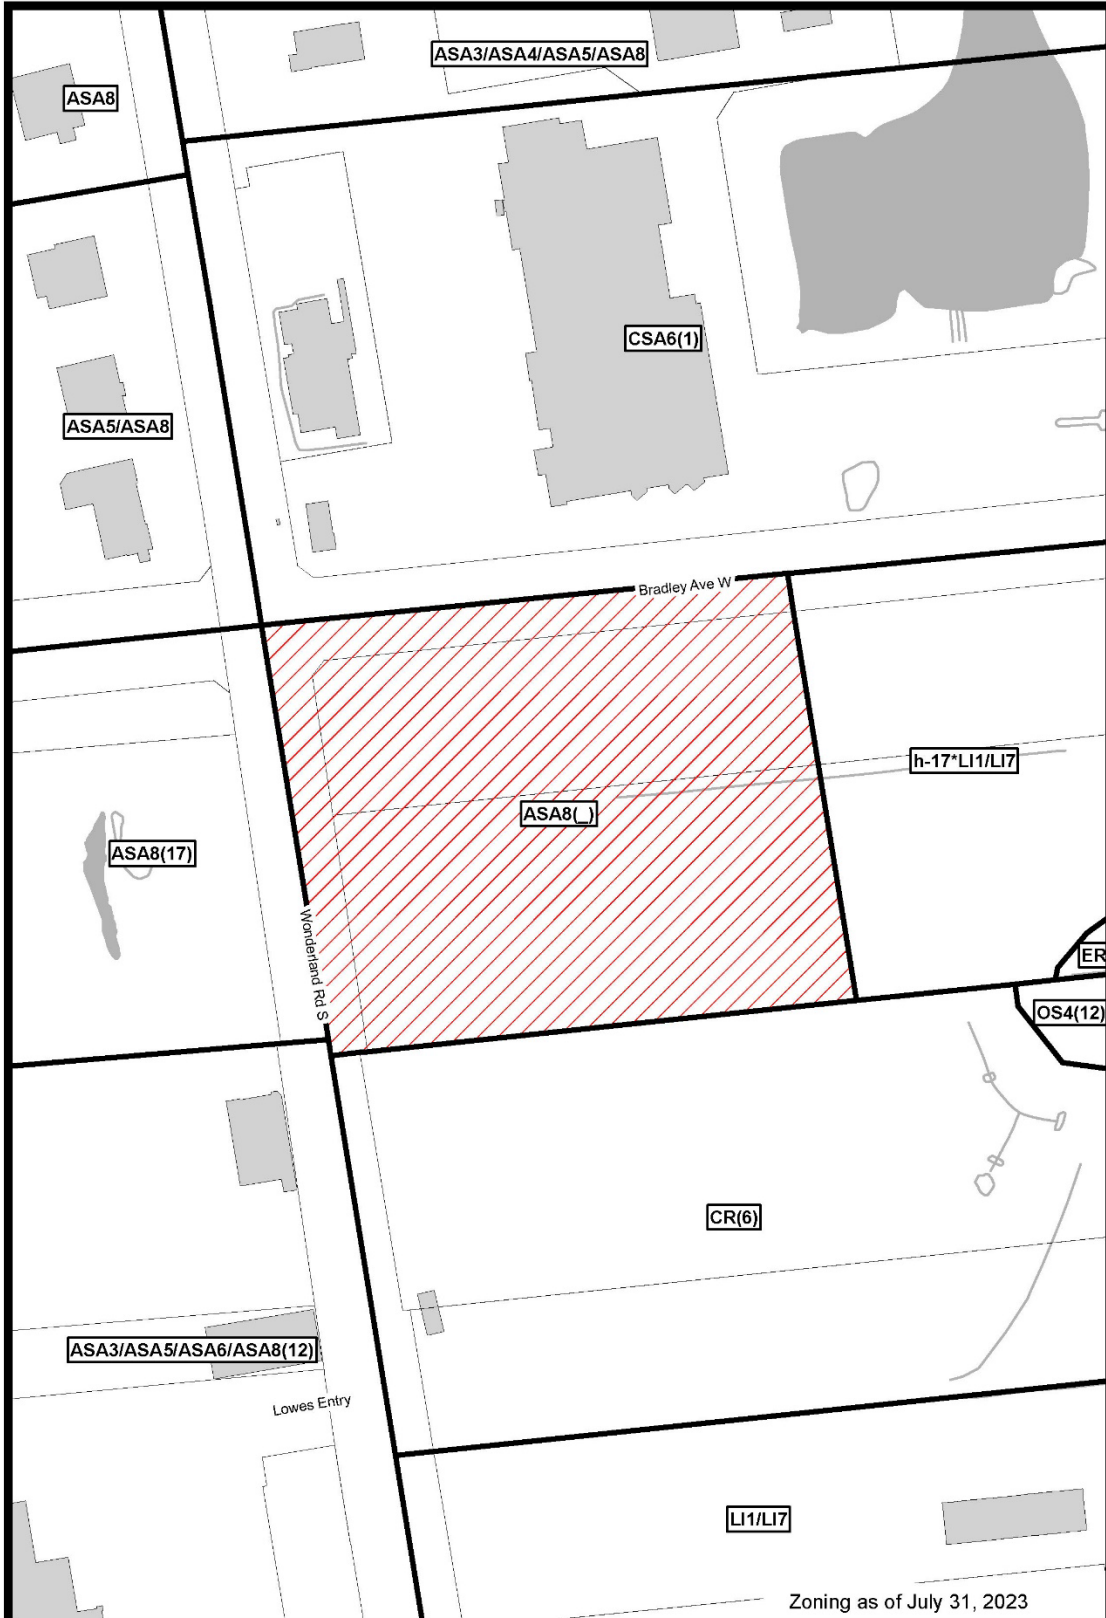 ASA3/ASA4/ASA5/ASA8
ASA8
CSA6(1)
ASA5/ASA8
Bradley Ave W
h-17*LI1/LI7
ASA8(_)
ASA8(17)
Wonderland Rd S
ER
OS4(12)
CR(6)
ASA3/ASA5/ASA6/ASA8(12)
Lowes Entry
LI1/LI7
Zoning as of July 31, 2023